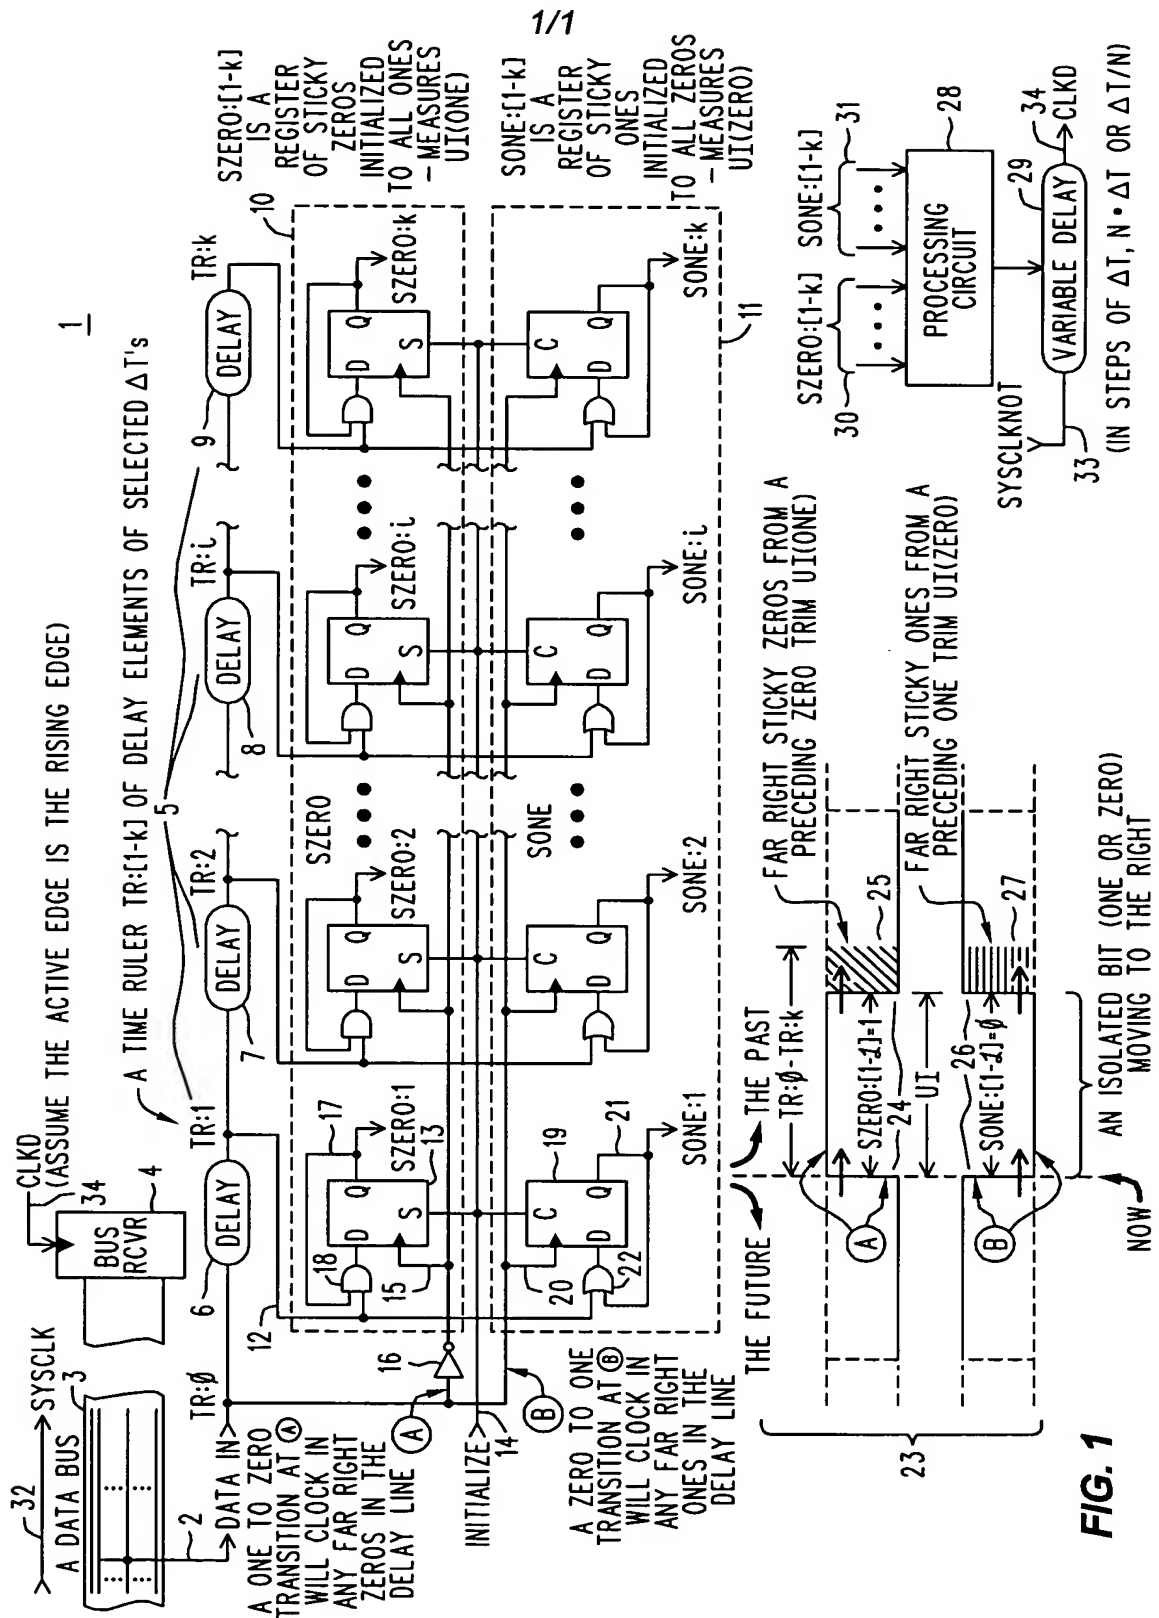 1/1
32
SYSCLK
A DATA BUS
3
2
DATA IN
TR:Ø
CLKD
(ASSUME THE ACTIVE EDGE IS THE RISING EDGE)
34
BUS
RCVR
4
1
A TIME RULER TR:[1-k] OF DELAY ELEMENTS OF SELECTED ΔT's
5
6
DELAY
TR:1
7
DELAY
TR:2
8
DELAY
TR:i
9
DELAY
TR:k
10
SZERO:[1-k]
IS A
REGISTER
OF STICKY
ZEROS
INITIALIZED
TO ALL ONES
– MEASURES
UI(ONE)
SONE:[1-k]
IS A
REGISTER
OF STICKY
ONES
INITIALIZED
TO ALL ZEROS
– MEASURES
UI(ZERO)
A ONE TO ZERO
TRANSITION AT Ⓐ
WILL CLOCK IN
ANY FAR RIGHT
ZEROS IN THE
DELAY LINE
A
16
INITIALIZE
14
B
A ZERO TO ONE
TRANSITION AT Ⓑ
WILL CLOCK IN
ANY FAR RIGHT
ONES IN THE
DELAY LINE
12
18
17
D
Q
S
13
15
SZERO:1
SZERO
D
Q
S
SZERO:2
D
Q
S
SZERO:i
D
Q
S
SZERO:k
C
D
Q
19
20
21
22
SONE:1
SONE
C
D
Q
SONE:2
C
D
Q
SONE:i
C
D
Q
SONE:k
11
THE FUTURE
THE PAST
TR:Ø-TR:k
23
A
SZERO:[1-i]=1
24
25
UI
26
B
SONE:[1-i]=Ø
27
NOW
AN ISOLATED BIT (ONE OR ZERO)
MOVING TO THE RIGHT
FAR RIGHT STICKY ZEROS FROM A
PRECEDING ZERO TRIM UI(ONE)
FAR RIGHT STICKY ONES FROM A
PRECEDING ONE TRIM UI(ZERO)
SZERO:[1-k]
SONE:[1-k]
30
31
PROCESSING
CIRCUIT
28
SYSCLKNOT
33
VARIABLE DELAY
29
34
CLKD
(IN STEPS OF ΔT, N•ΔT OR ΔT/N)
FIG. 1